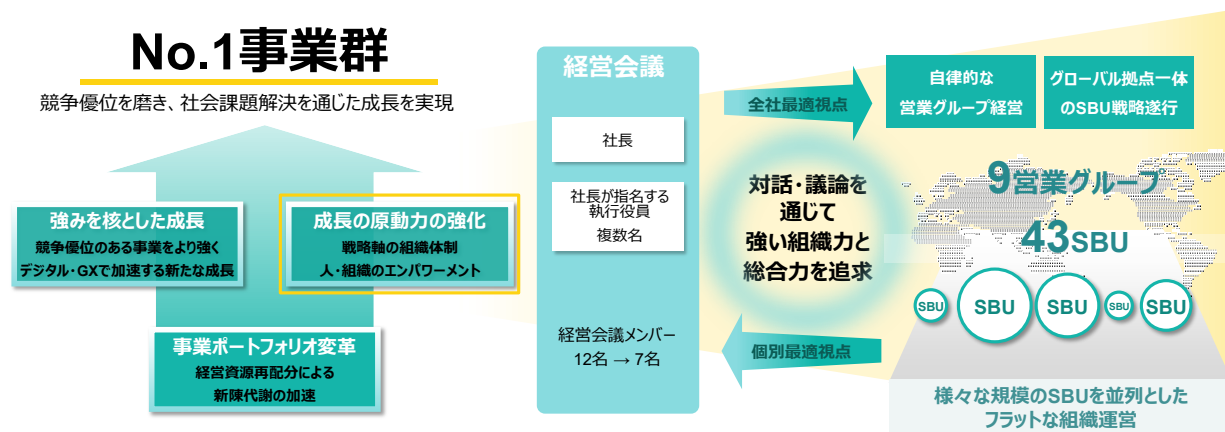 No.1事業群
競争優位を磨き、社会課題解決を通じた成長を実現
強みを核とした成長
競争優位のある事業をより強く
デジタル・GXで加速する新たな成長
成長の原動力の強化
戦略軸の組織体制
人・組織のエンパワーメント
事業ポートフォリオ変革
経営資源再配分による
新陳代謝の加速
経営会議
社長
社長が指名する
執行役員
複数名
経営会議メンバー
12名 → 7名
全社最適視点
対話・議論を
通じて
強い組織力と
総合力を追求
個別最適視点
自律的な
営業グループ経営
グローバル拠点一体
のSBU戦略遂行
9営業グループ
43SBU
SBU
SBU
SBU
SBU
SBU
様々な規模のSBUを並列とした
フラットな組織運営